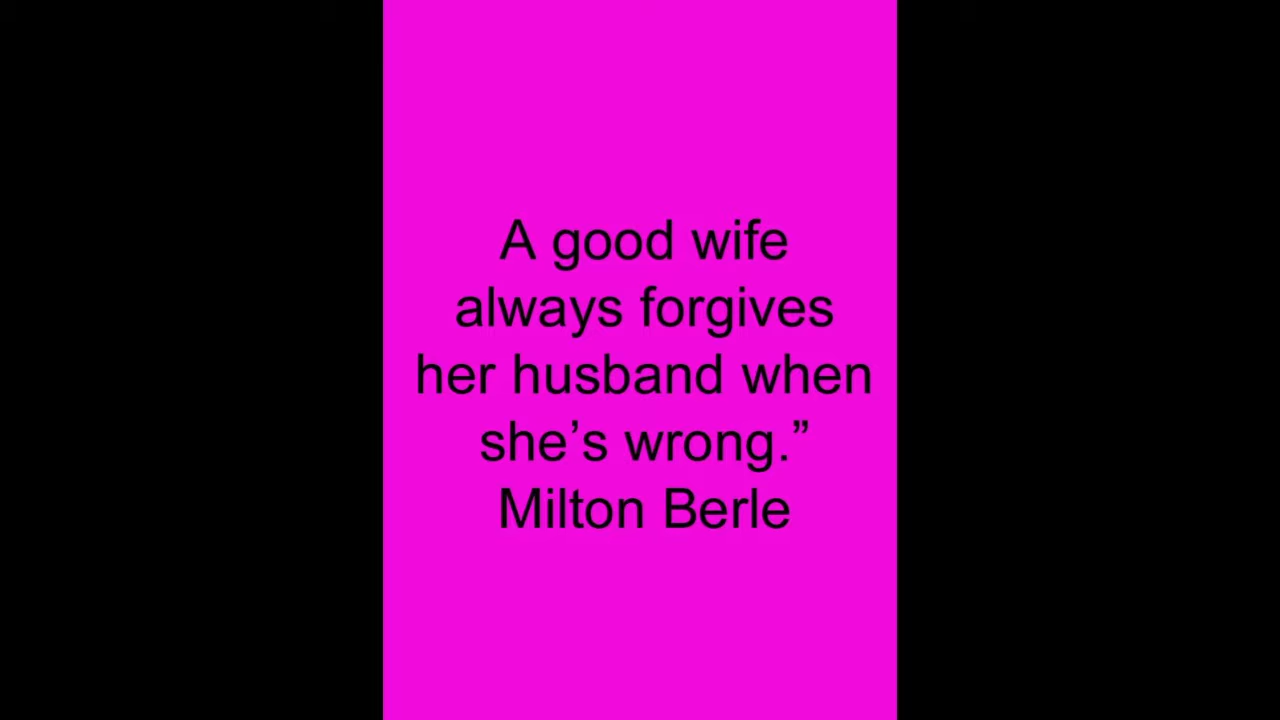 A good wife
always forgives
her husband when
she’s wrong.”
Milton Berle